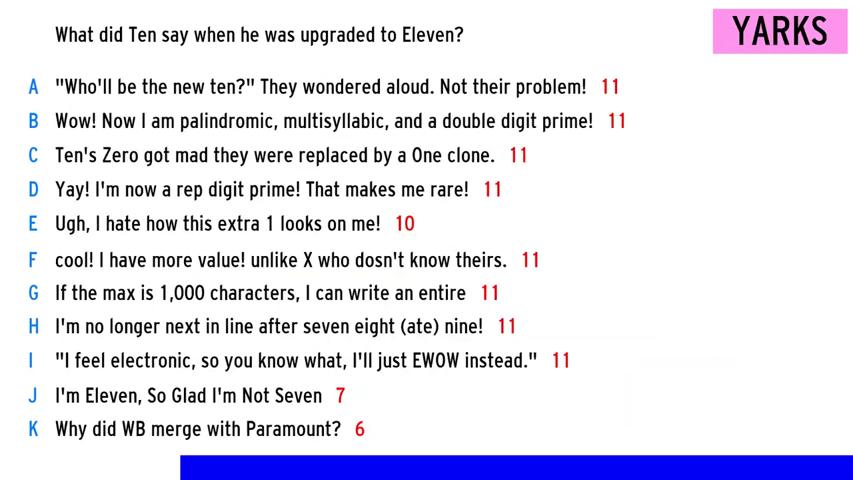 What did Ten say when he was upgraded to Eleven?
YARKS
A "Who'll be the new ten?" They wondered aloud. Not their problem! 11
B Wow! Now I am palindromic, multisyllabic, and a double digit prime! 11
C Ten's Zero got mad they were replaced by a One clone. 11
D Yay! I'm now a rep digit prime! That makes me rare! 11
E Ugh, I hate how this extra 1 looks on me! 10
F cool! I have more value! unlike X who dosn't know theirs. 11
G If the max is 1,000 characters, I can write an entire 11
H I'm no longer next in line after seven eight (ate) nine! 11
I "I feel electronic, so you know what, I'll just EWOW instead." 11
J I'm Eleven, So Glad I'm Not Seven 7
K Why did WB merge with Paramount? 6